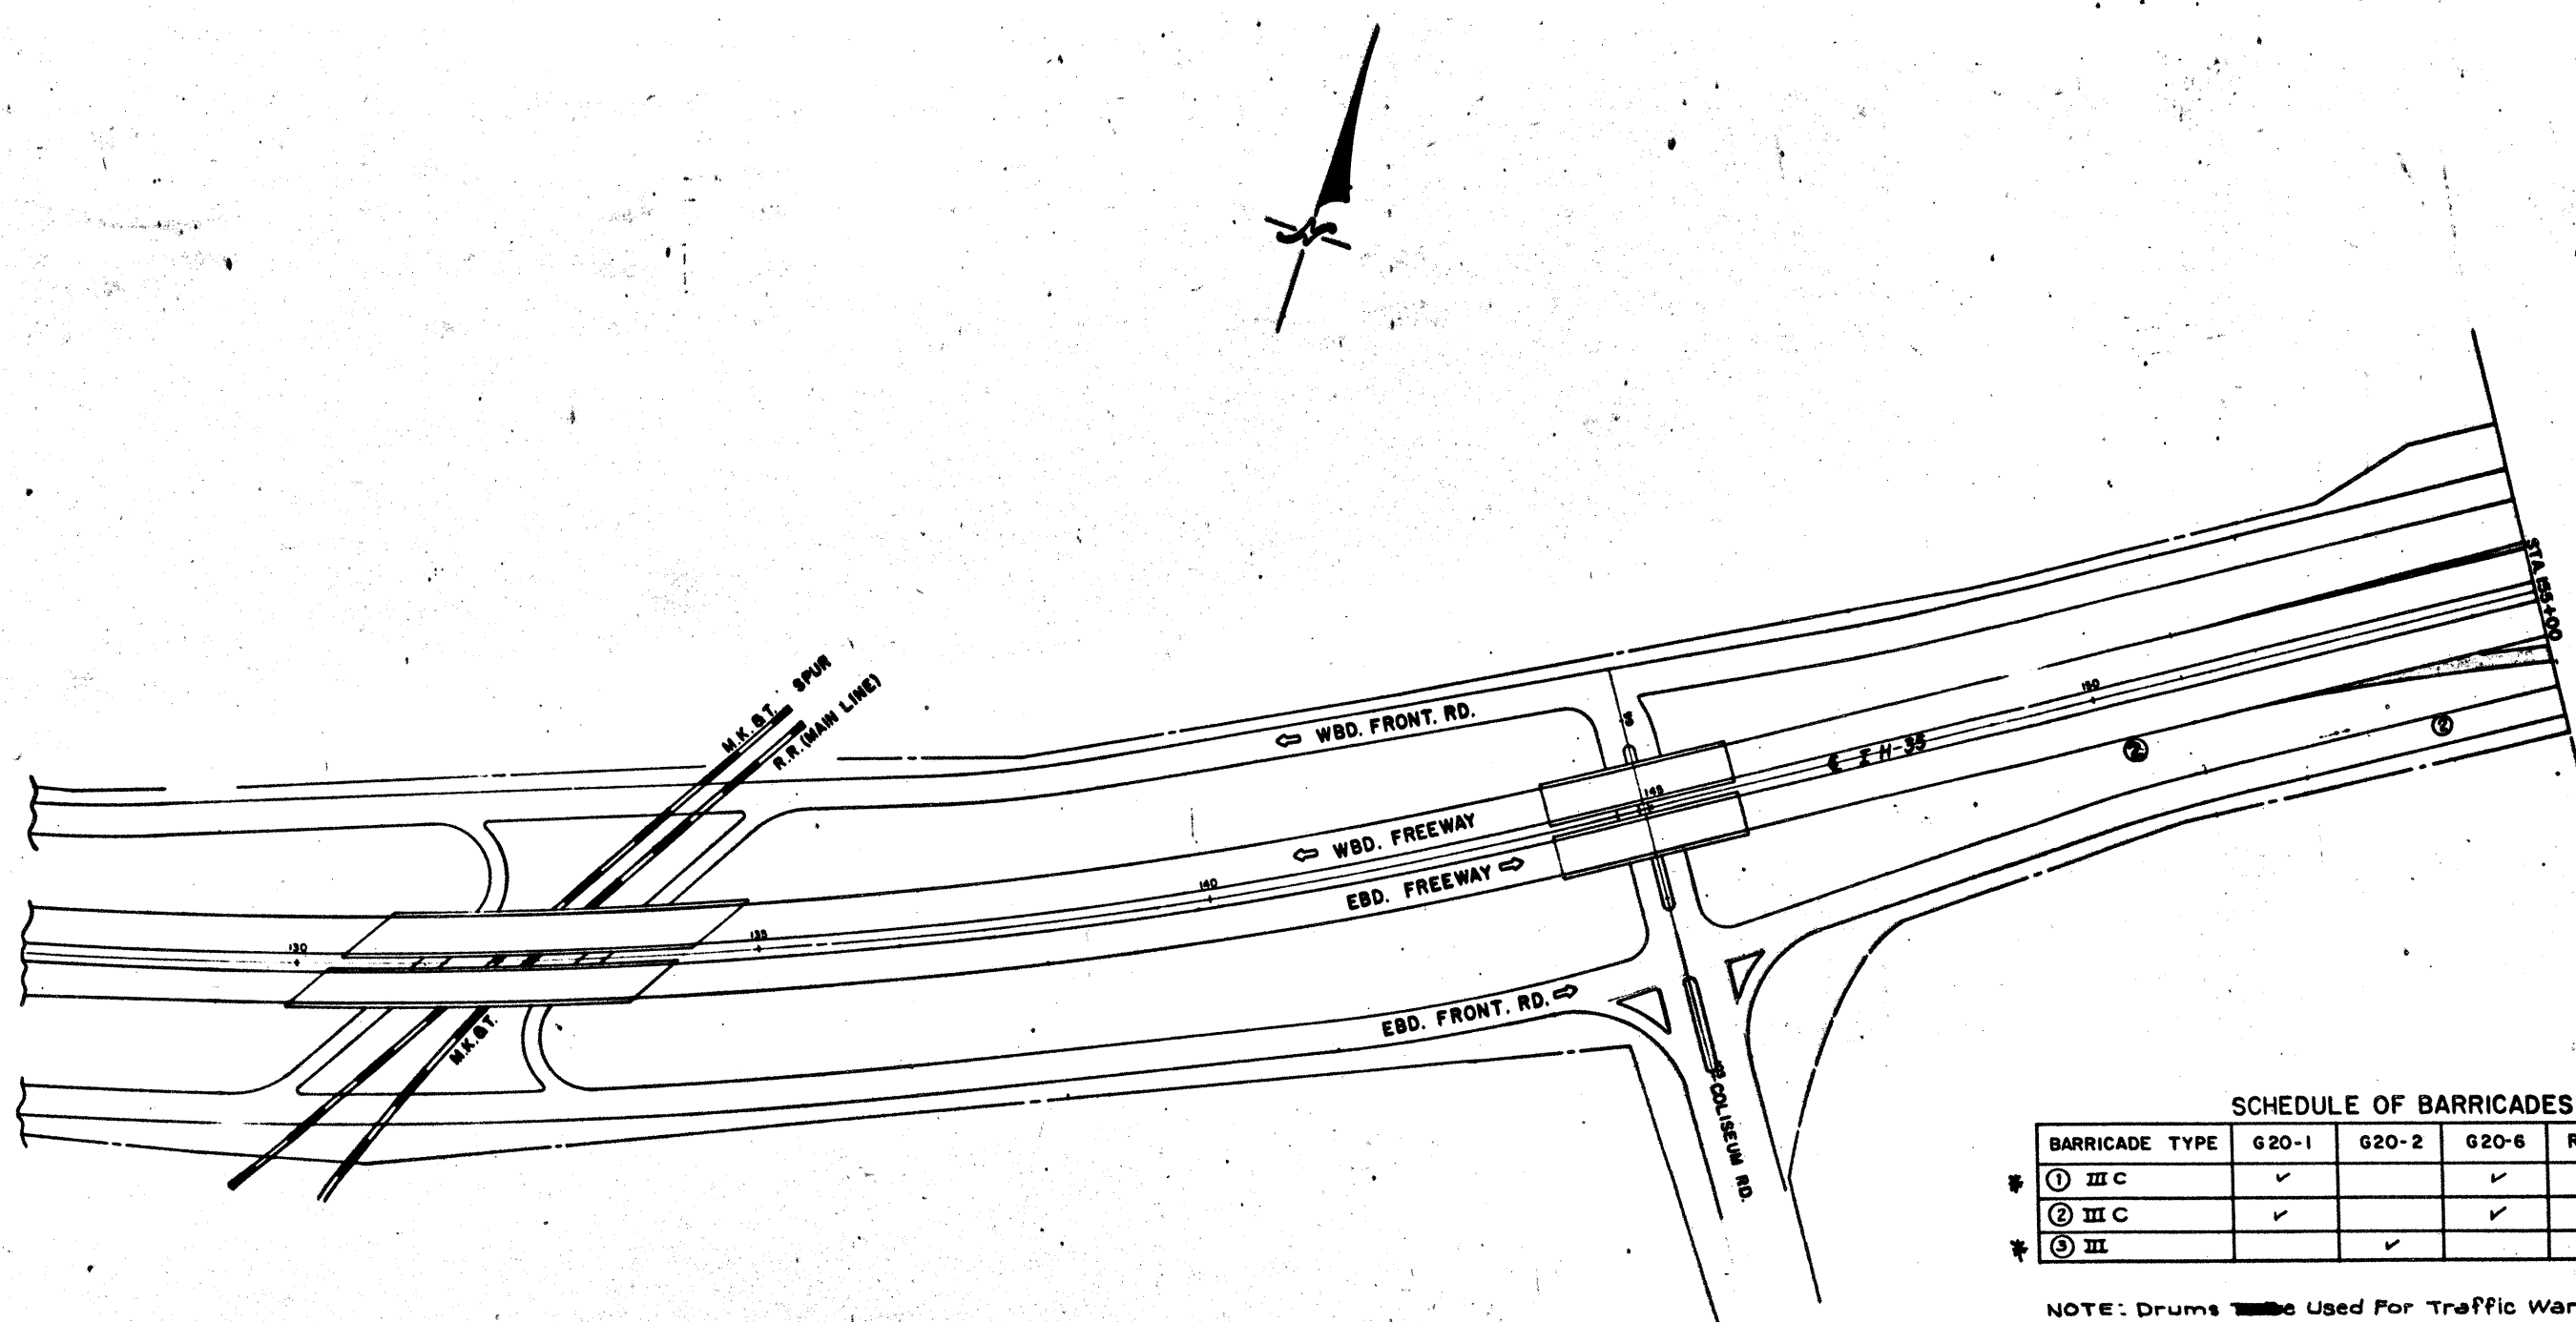 STA. 155+00
SPUR
M.K.&T.
R.R.(MAIN LINE)
⇦ WBD. FRONT. RD.
150
②
②
℄ I H-35
145
⇦ WBD. FREEWAY
EBD. FREEWAY ⇨
140
135
130
EBD. FRONT. RD. ⇨
M.K.&T.
COLISEUM RD.
SCHEDULE OF BARRICADES
BARRICADE TYPE G20-1 G20-2 G20-6 R
* ① III C ✓ ✓
② III C ✓ ✓
* ③ III ✓
NOTE: Drums Used For Traffic War